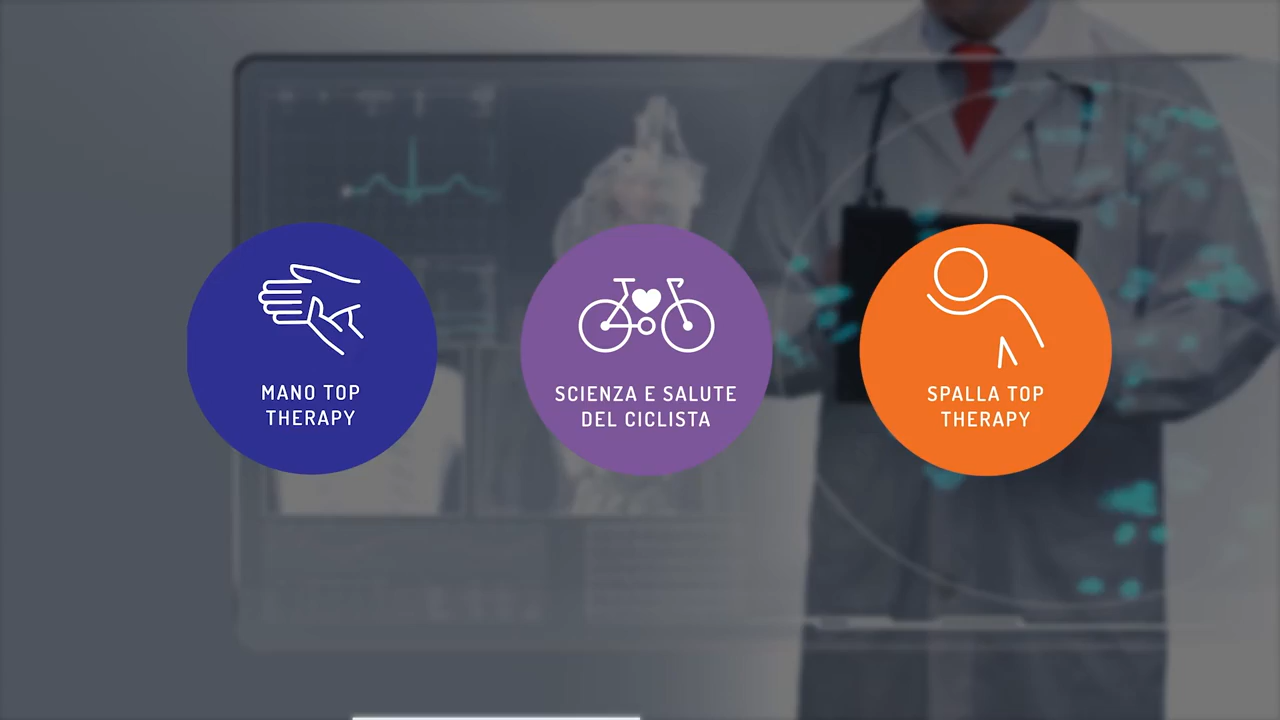 MANO TOP
THERAPY
SCIENZA E SALUTE
DEL CICLISTA
SPALLA TOP
THERAPY